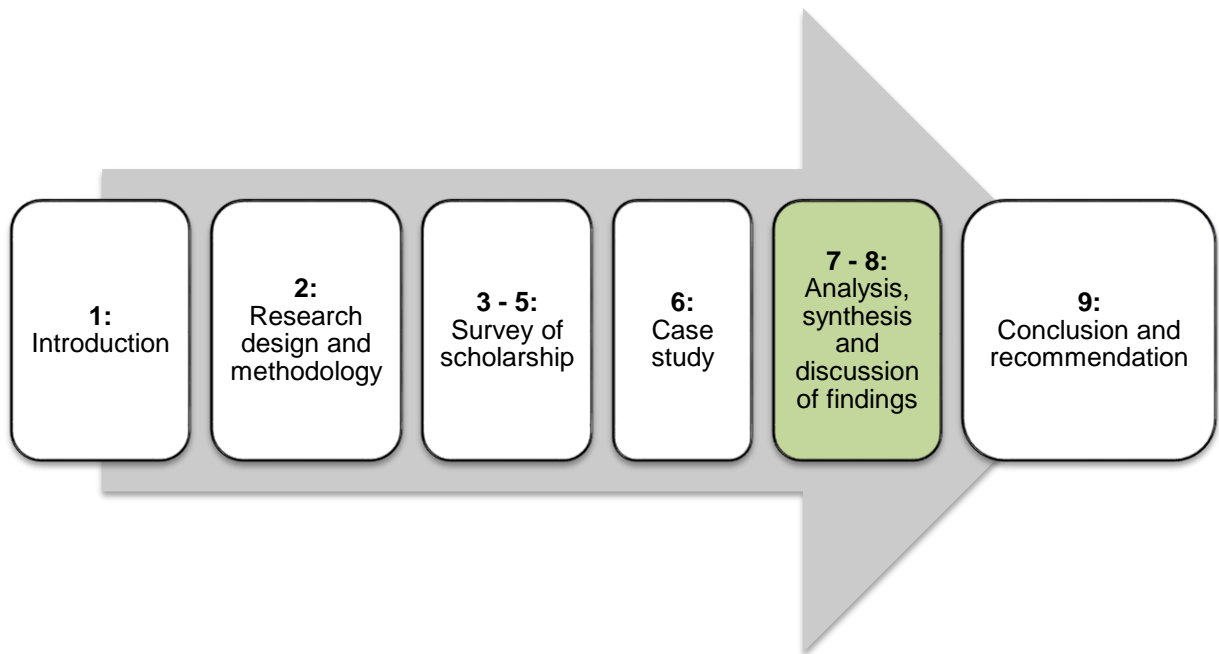 1:
Introduction
2:
Research
design and
methodology
3 - 5:
Survey of
scholarship
6:
Case
study
7 - 8:
Analysis,
synthesis
and
discussion
of findings
9:
Conclusion and
recommendation